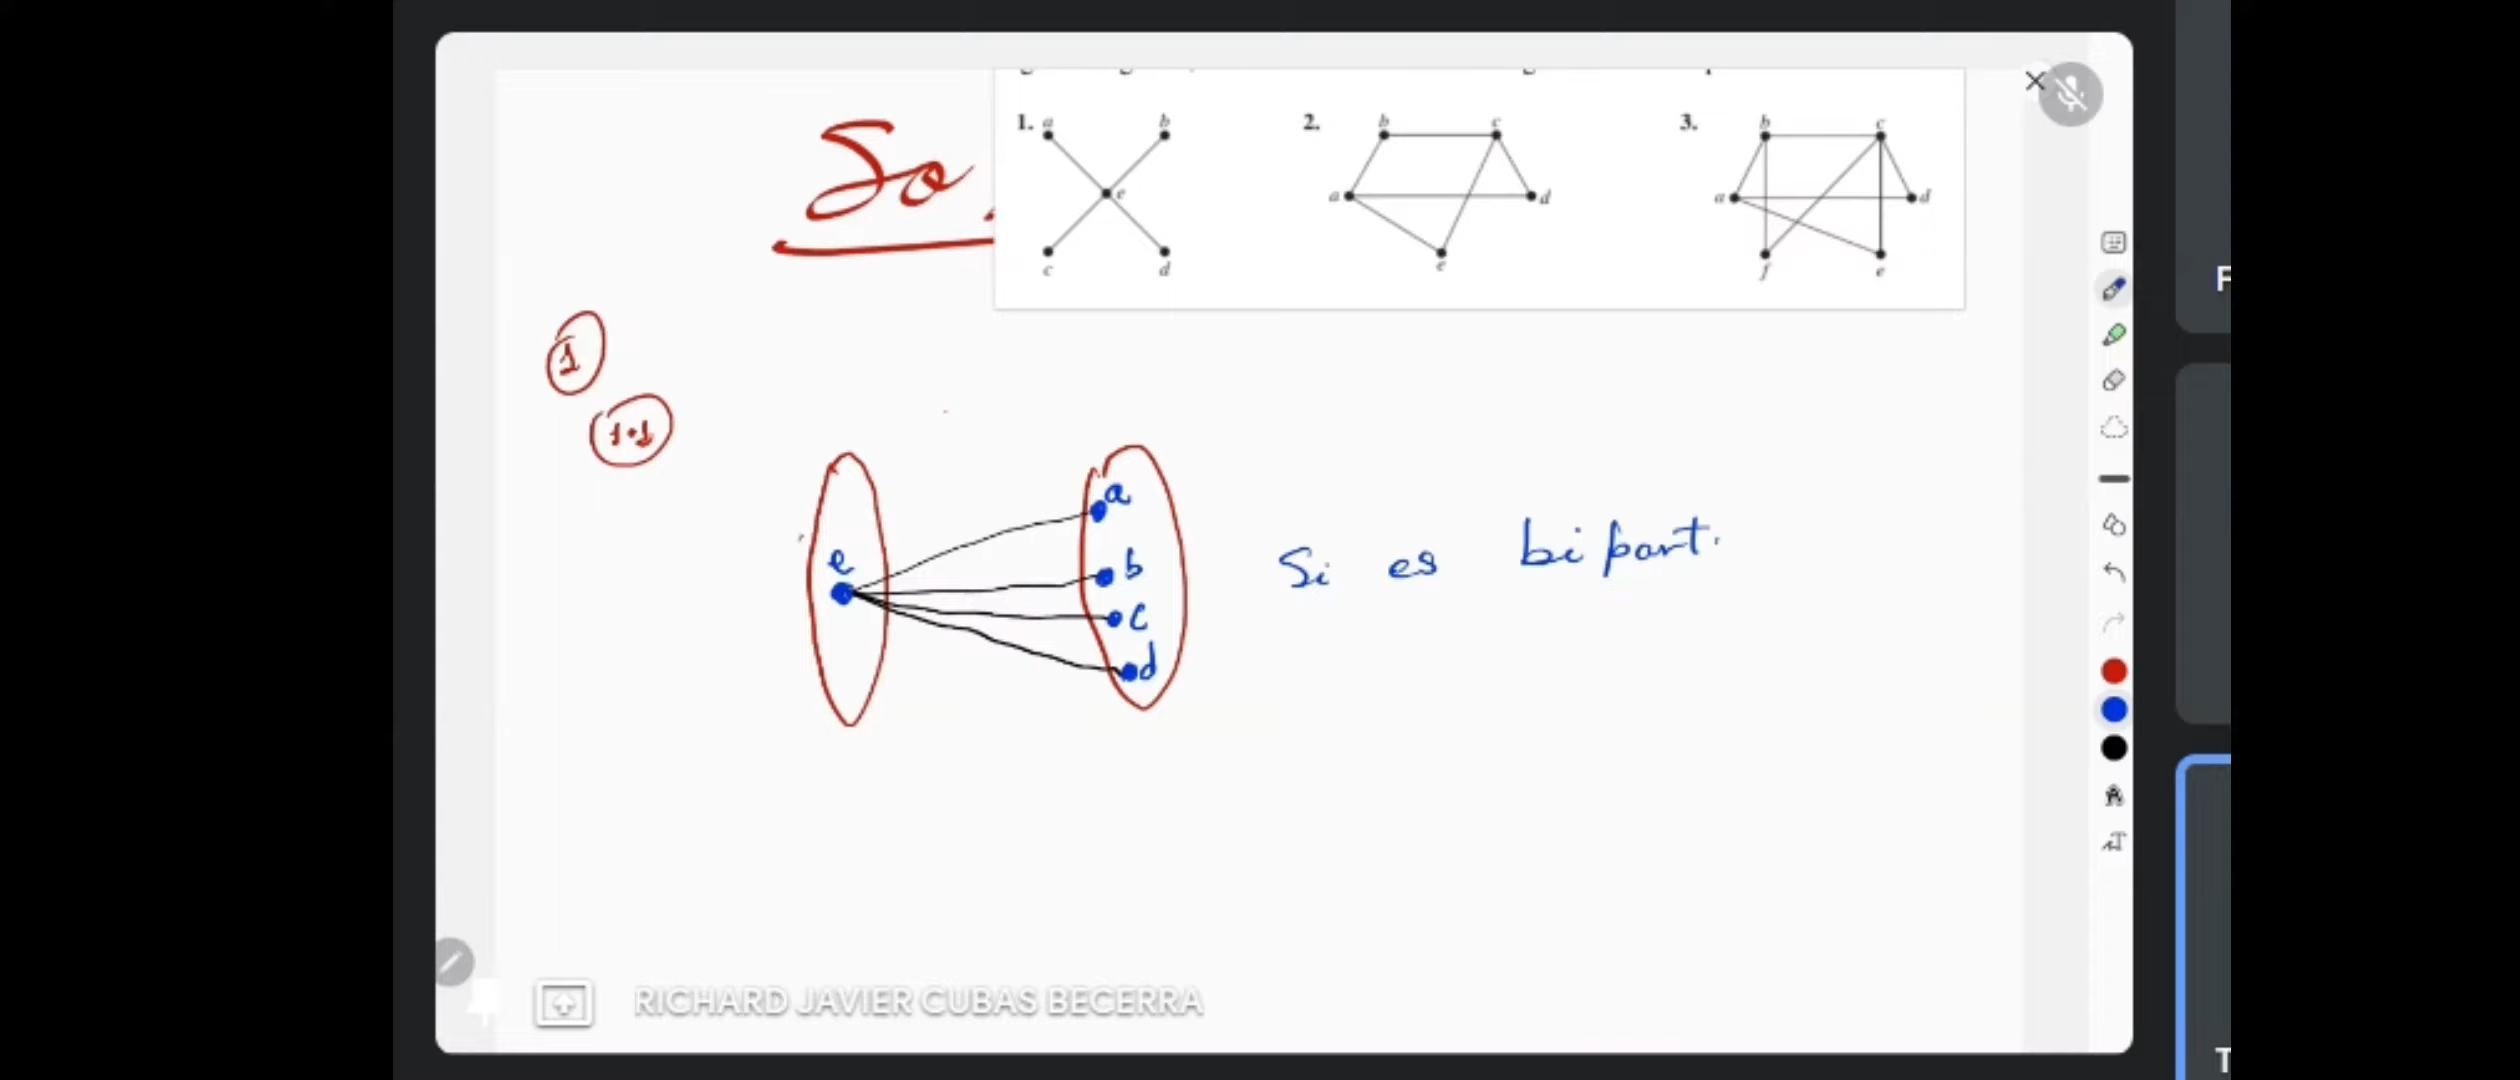 So
1. a b e c d
2. b c a d e
3. b c a d f e
1
1.1
e
a
b
c
d
Si es bipart.
RICHARD JAVIER CUBAS BECERRA